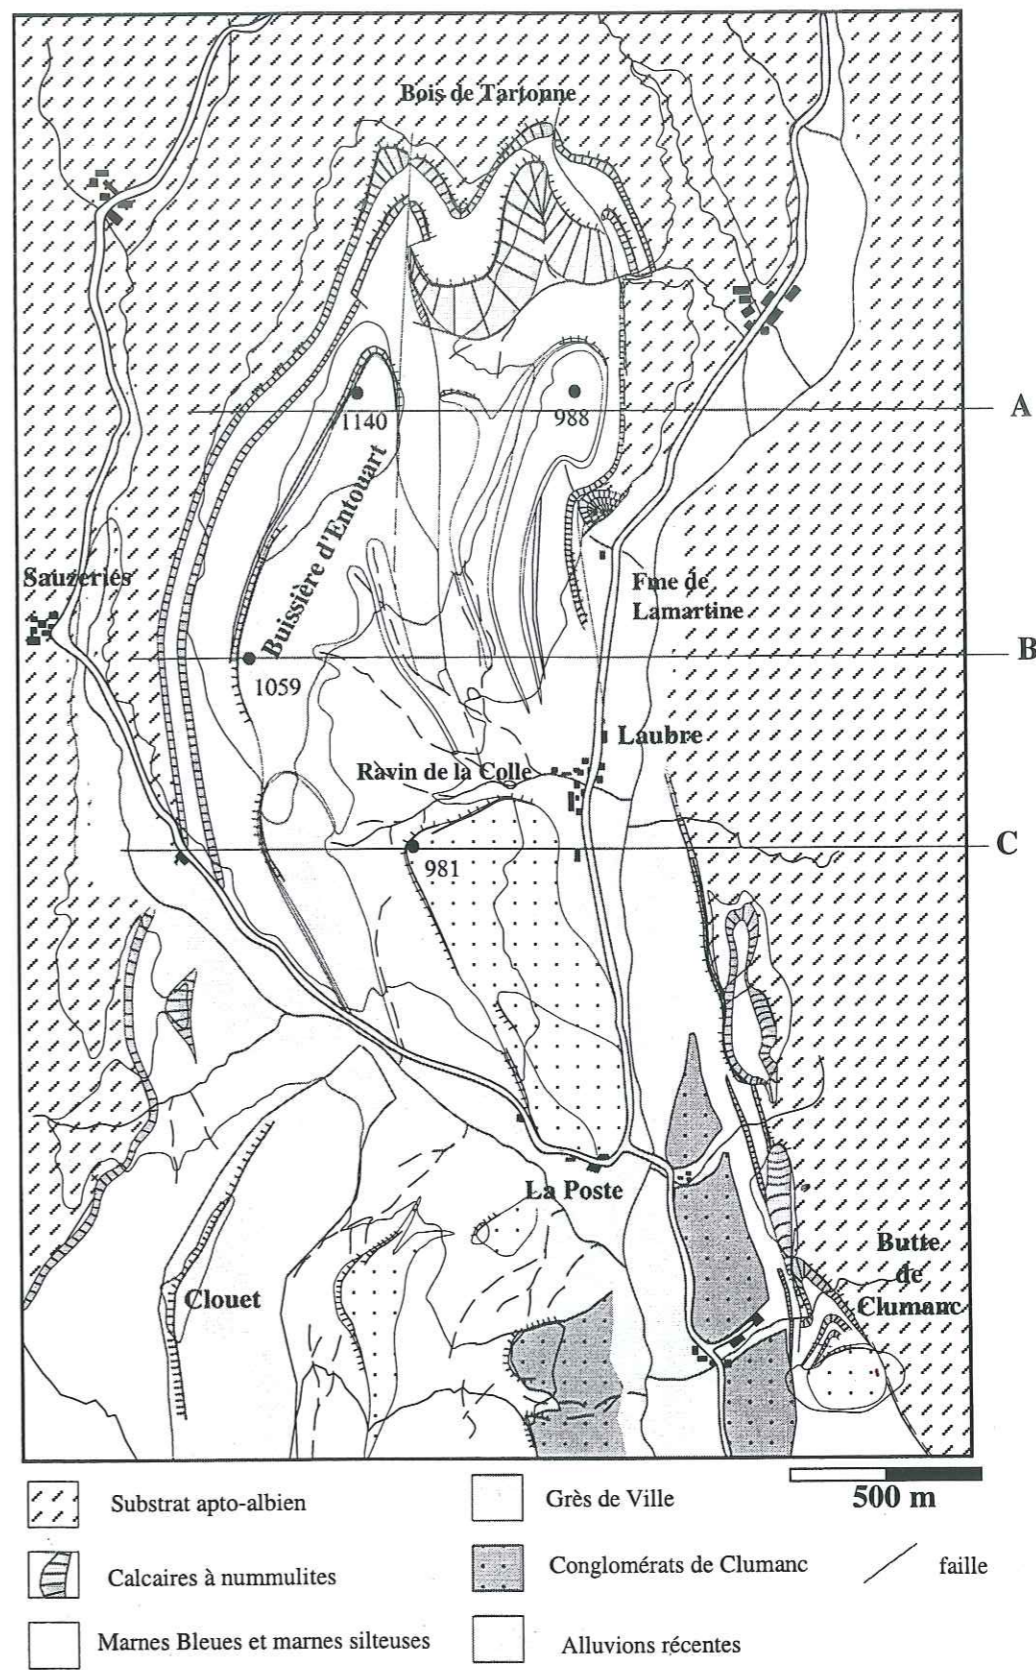 Bois de Tartonne
1140
988
A
Buissière d'Entouart
Sauzeries
Fme de
Lamartine
B
1059
Laubre
Ravin de la Colle
C
981
La Poste
Butte
de
Clumanc
Clouet
500 m
Substrat apto-albien
Grès de Ville
Calcaires à nummulites
Conglomérats de Clumanc
faille
Marnes Bleues et marnes silteuses
Alluvions récentes